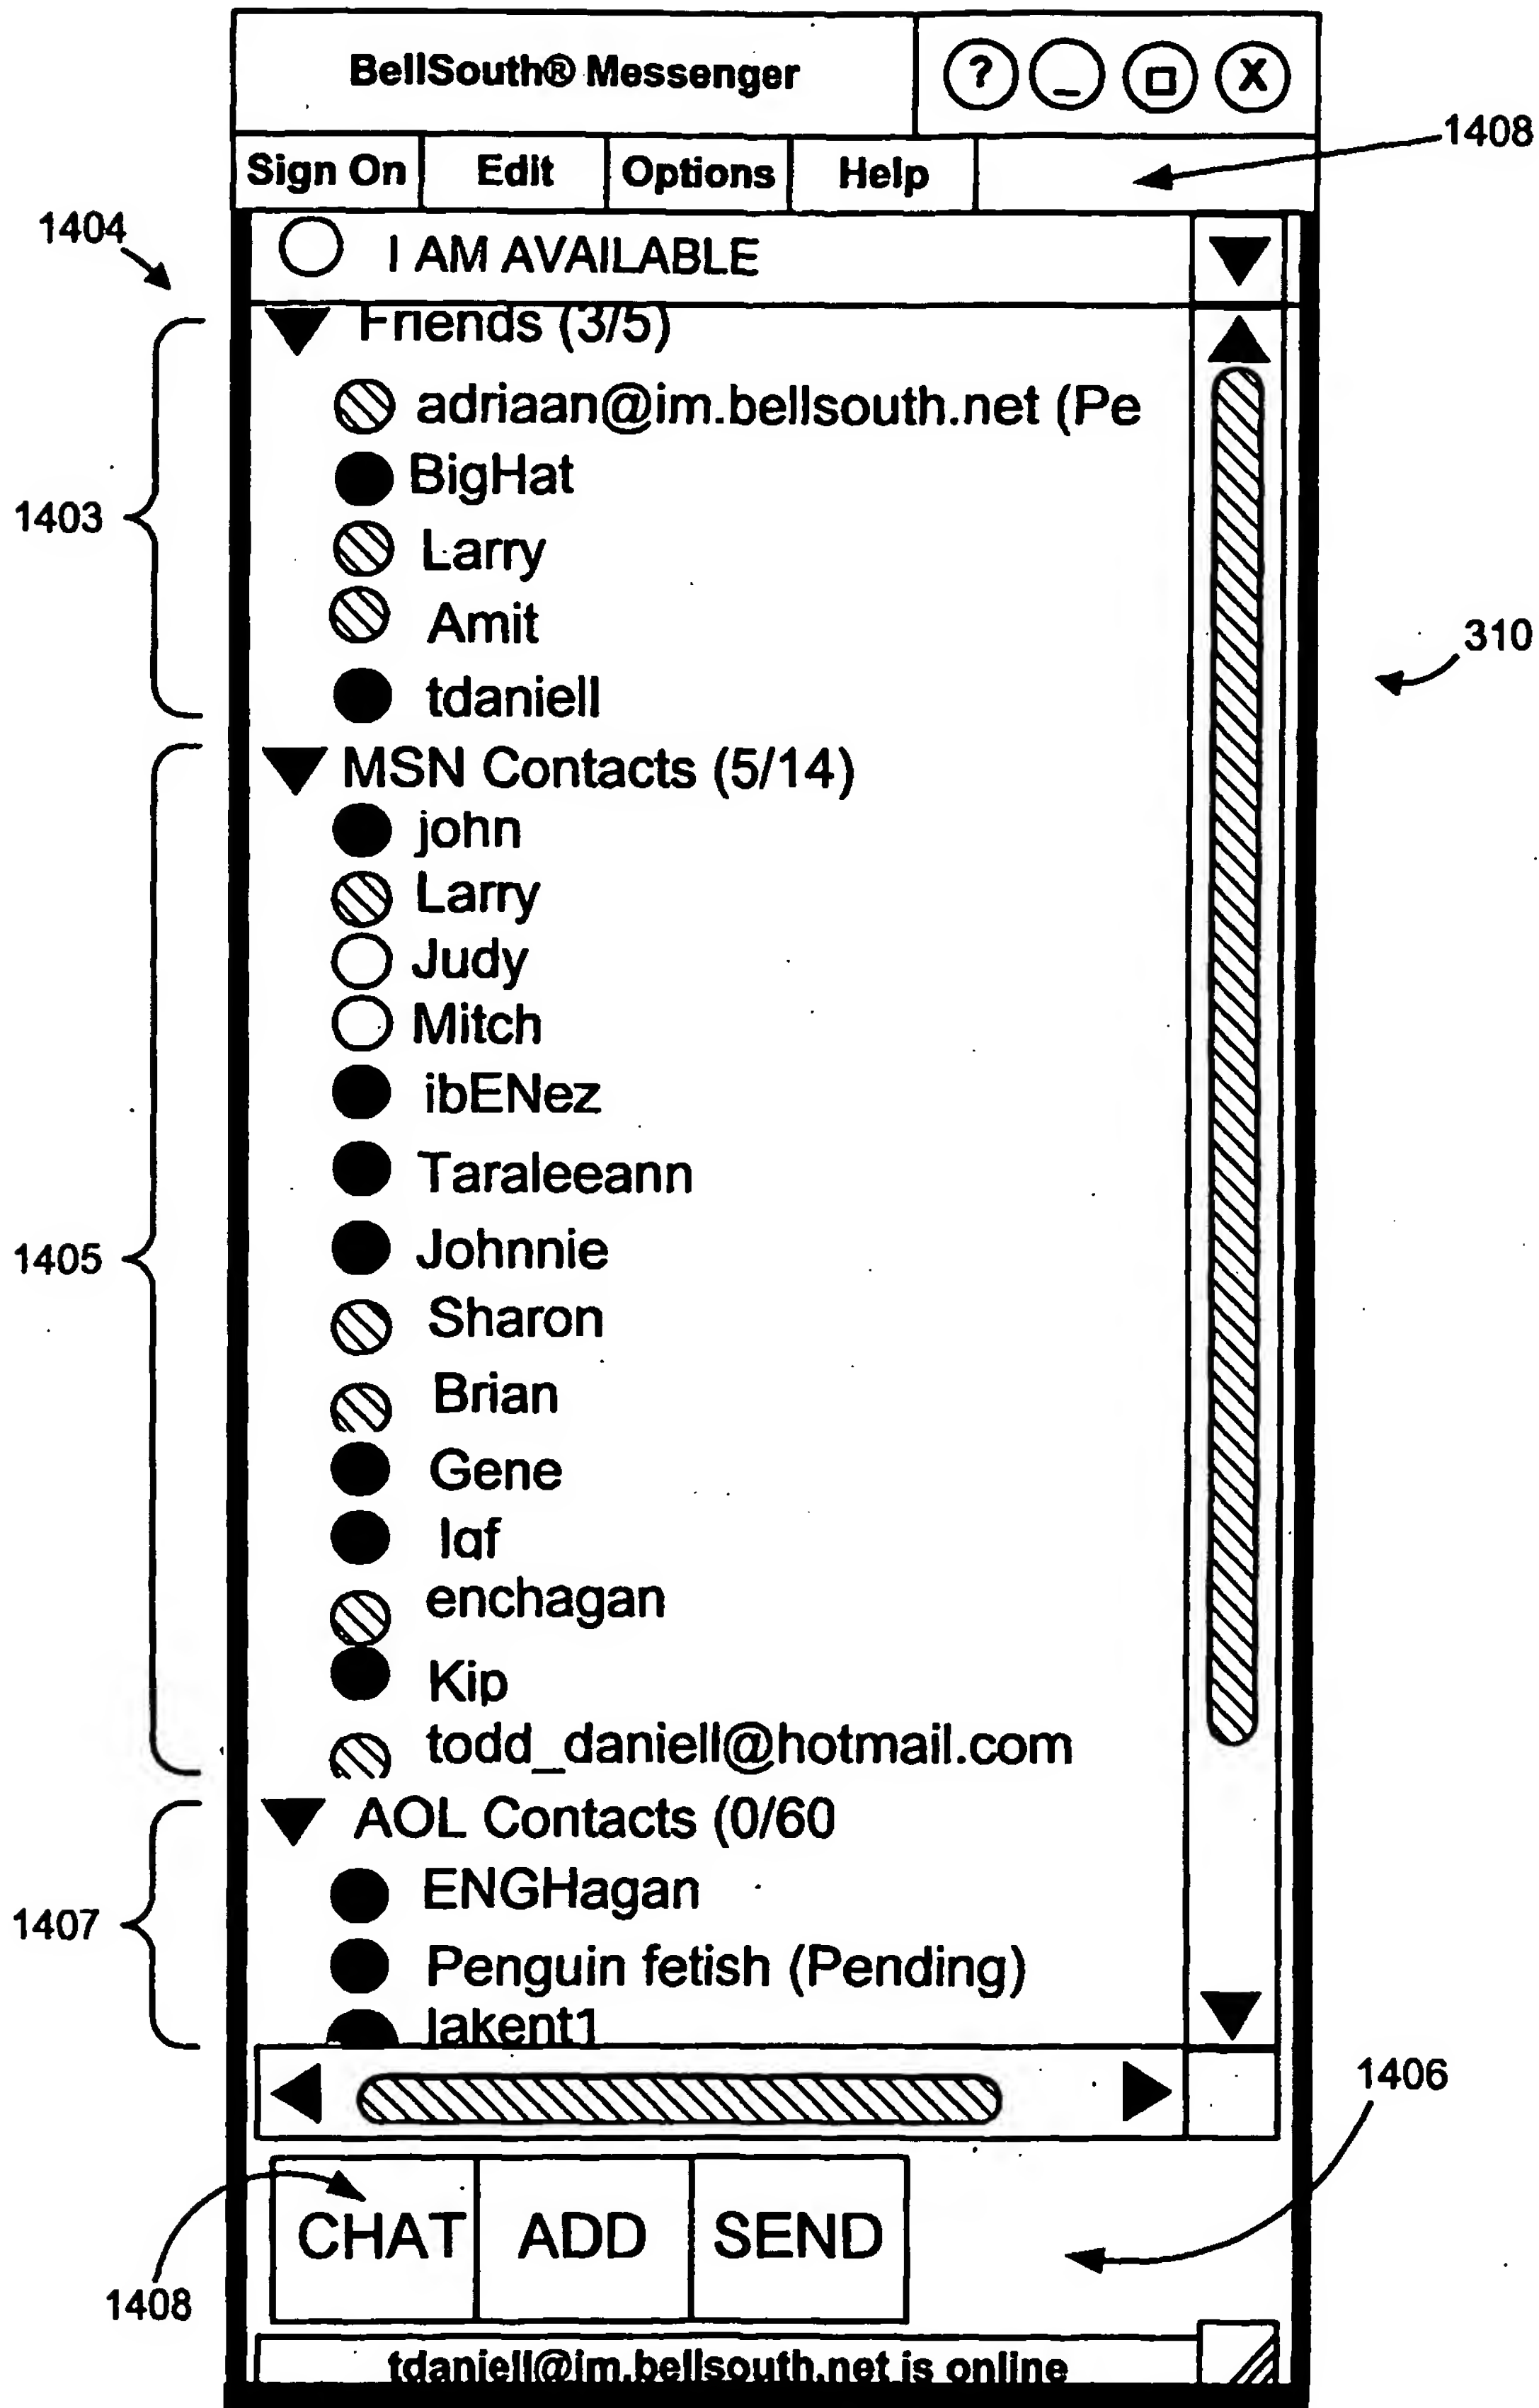 BellSouth® Messenger ? _ X
1408
Sign On Edit Options Help
1404
I AM AVAILABLE
Friends (3/5)
adriaan@im.bellsouth.net (Pe
BigHat
1403
Larry
Amit
310
tdaniell
MSN Contacts (5/14)
john
Larry
Judy
Mitch
ibENez
Taraleeann
1405
Johnnie
Sharon
Brian
Gene
enchagan
Kip
todd_daniell@hotmail.com
AOL Contacts (0/60
ENGHagan
1407
Penguin fetish (Pending)
lakent1
1406
CHAT ADD SEND
1408
tdaniell@im.bellsouth.net is online